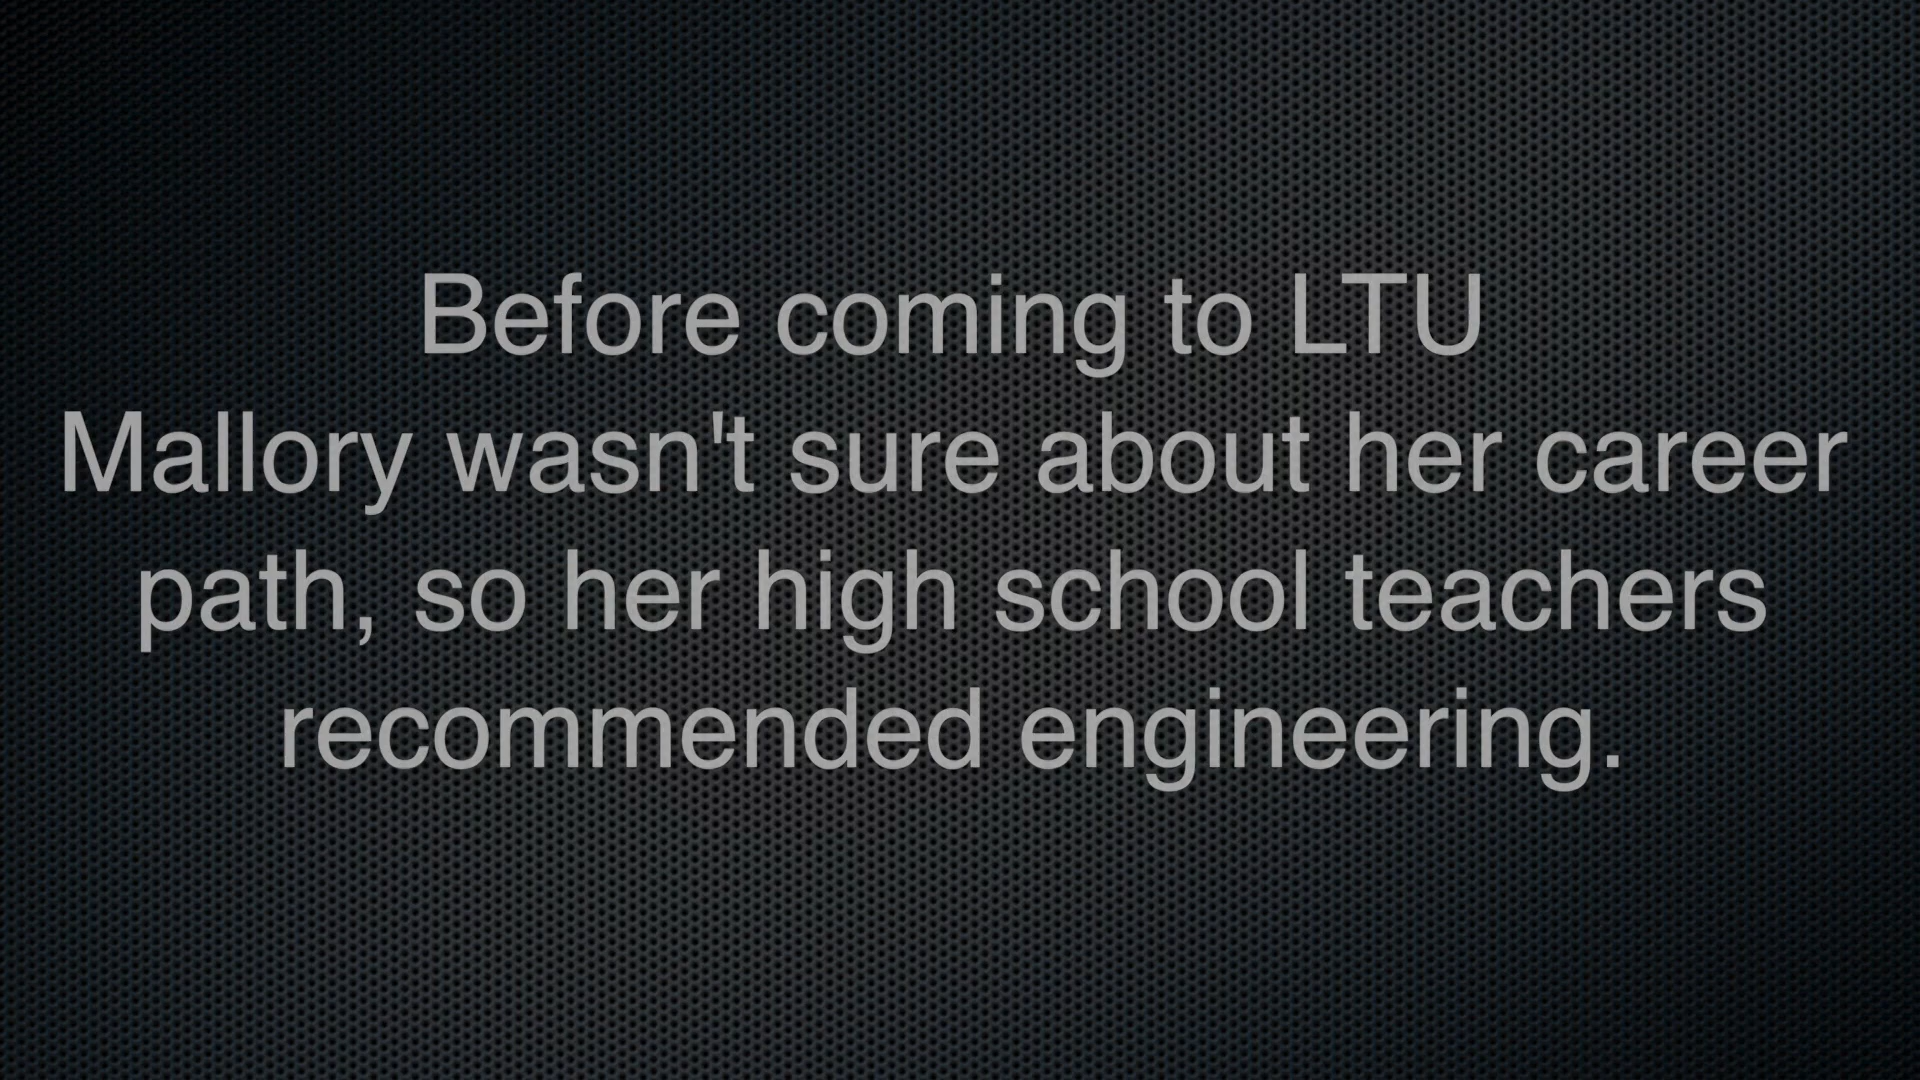 Before coming to LTU
Mallory wasn't sure about her career
path, so her high school teachers
recommended engineering.